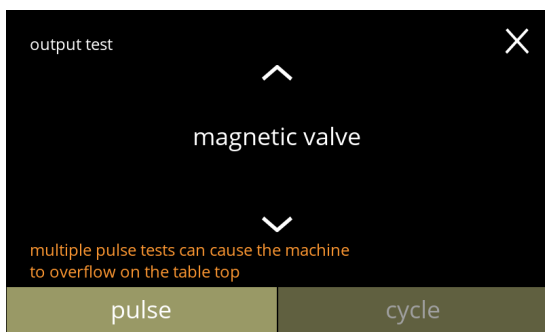 output test
magnetic valve
multiple pulse tests can cause the machine
to overflow on the table top
pulse
cycle